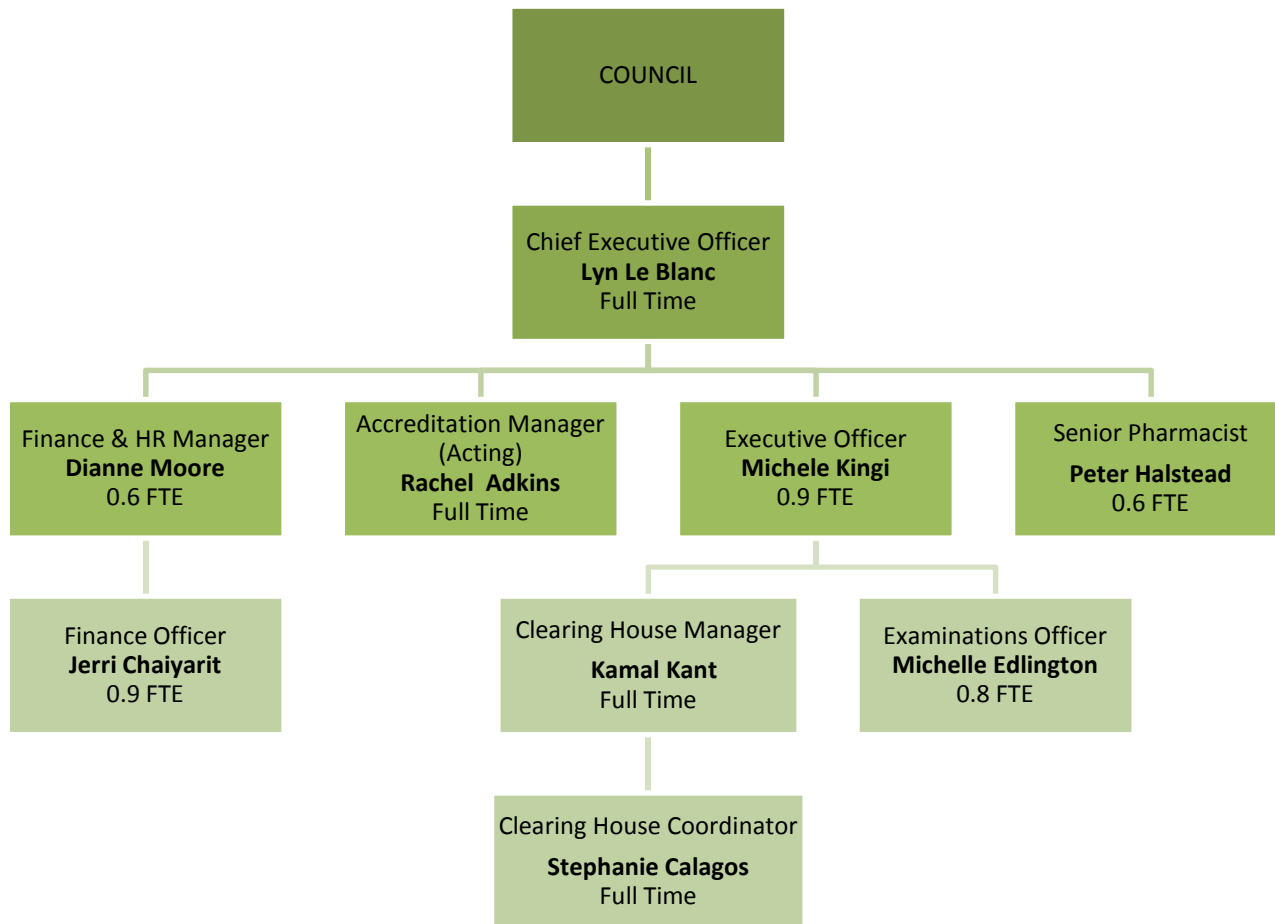 COUNCIL
Chief Executive Officer
Lyn Le Blanc
Full Time
Finance & HR Manager
Dianne Moore
0.6 FTE
Accreditation Manager
(Acting)
Rachel Adkins
Full Time
Executive Officer
Michele Kingi
0.9 FTE
Senior Pharmacist
Peter Halstead
0.6 FTE
Finance Officer
Jerri Chaiyarit
0.9 FTE
Clearing House Manager
Kamal Kant
Full Time
Examinations Officer
Michelle Edlington
0.8 FTE
Clearing House Coordinator
Stephanie Calagos
Full Time